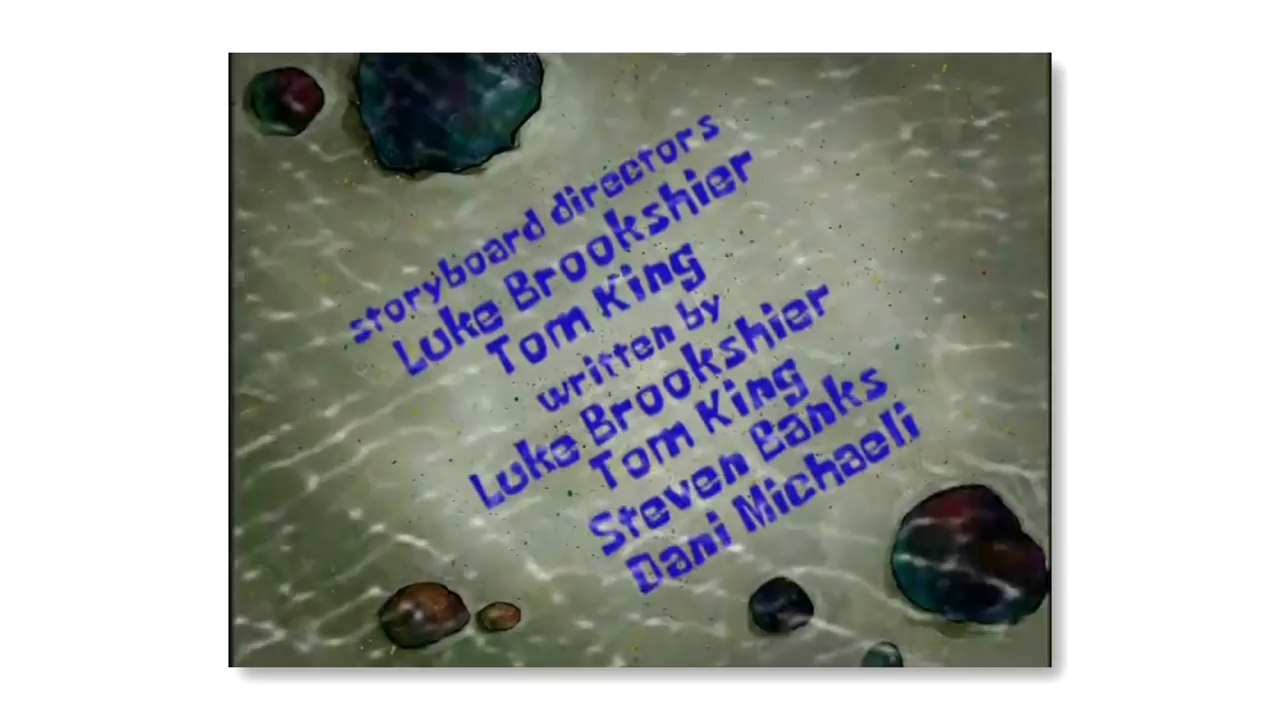 storyboard directors
Luke Brookshier
Tom King
written by
Luke Brookshier
Tom King
Steven Banks
Dani Michaeli